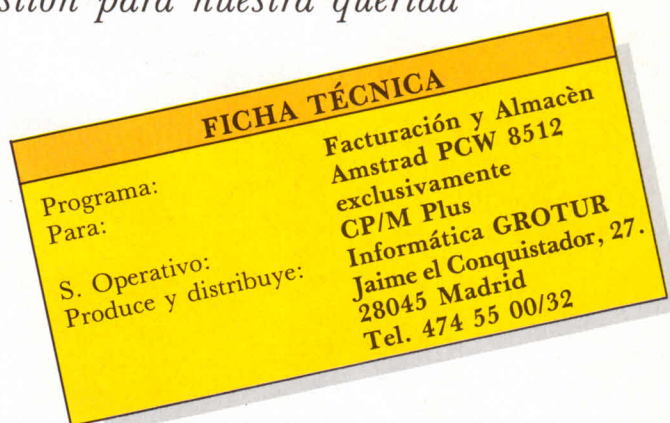 stión para nuestra querida
FICHA TÉCNICA
Programa: Facturación y Almacèn
Para: Amstrad PCW 8512
exclusivamente
S. Operativo: CP/M Plus
Produce y distribuye: Informática GROTUR
Jaime el Conquistador, 27.
28045 Madrid
Tel. 474 55 00/32